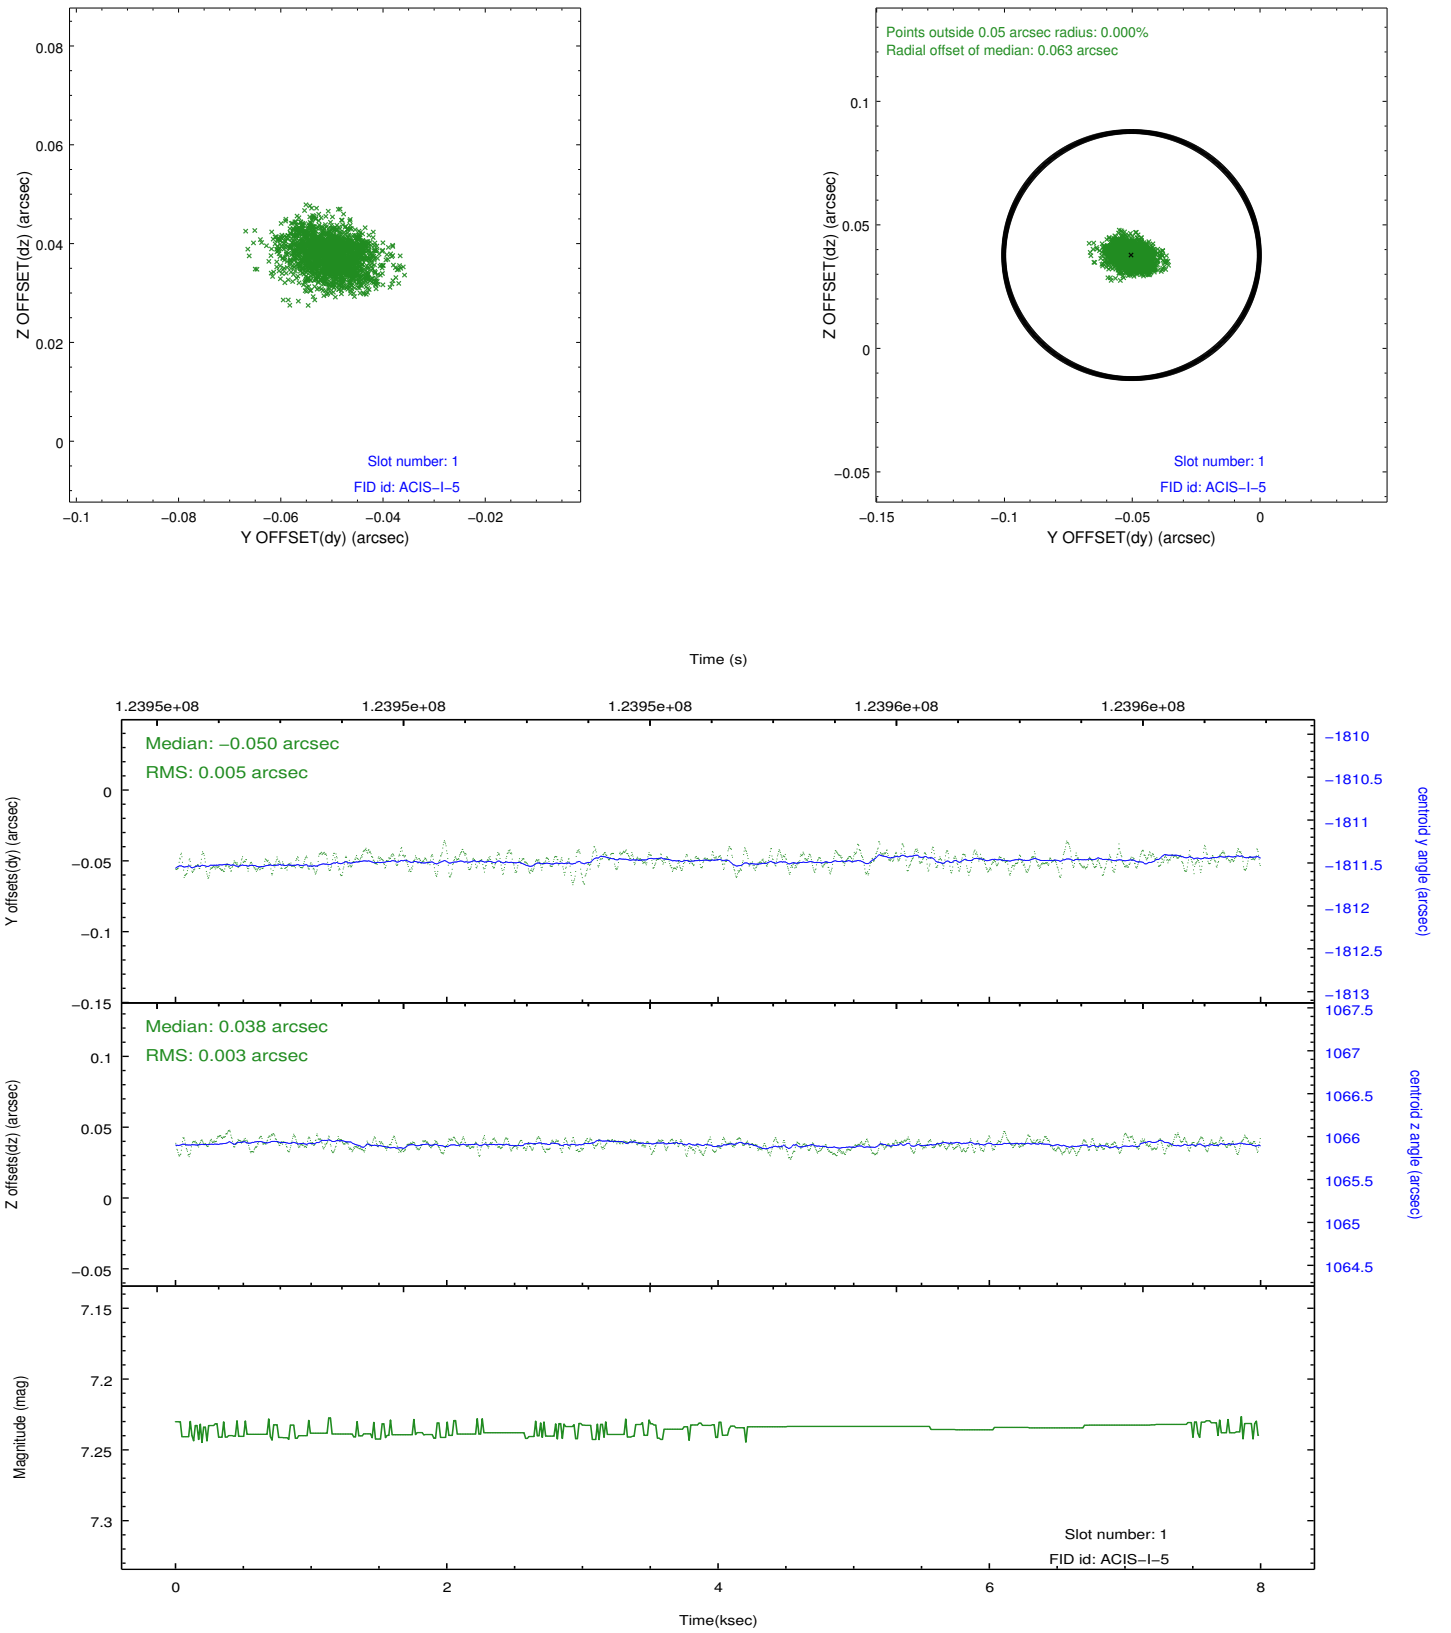 0.08
0.06
0.04
0.02
0
Z OFFSET(dz) (arcsec)
Slot number: 1
FID id: ACIS−I−5
−0.1
−0.08
−0.06
−0.04
−0.02
Y OFFSET(dy) (arcsec)
Points outside 0.05 arcsec radius: 0.000%
Radial offset of median: 0.063 arcsec
0.1
0.05
0
−0.05
Z OFFSET(dz) (arcsec)
Slot number: 1
FID id: ACIS−I−5
−0.15
−0.1
−0.05
0
Y OFFSET(dy) (arcsec)
Time (s)
1.2395e+08
1.2395e+08
1.2395e+08
1.2396e+08
1.2396e+08
Median: −0.050 arcsec
RMS: 0.005 arcsec
0
−0.05
−0.1
−0.15
Y offsets(dy) (arcsec)
−1810
−1810.5
−1811
−1811.5
−1812
−1812.5
−1813
centroid y angle (arcsec)
Median: 0.038 arcsec
RMS: 0.003 arcsec
0.1
0.05
0
−0.05
Z offsets(dz) (arcsec)
1067.5
1067
1066.5
1066
1065.5
1065
1064.5
centroid z angle (arcsec)
7.15
7.2
7.25
7.3
Magnitude (mag)
Slot number: 1
FID id: ACIS−I−5
0
2
4
6
8
Time(ksec)